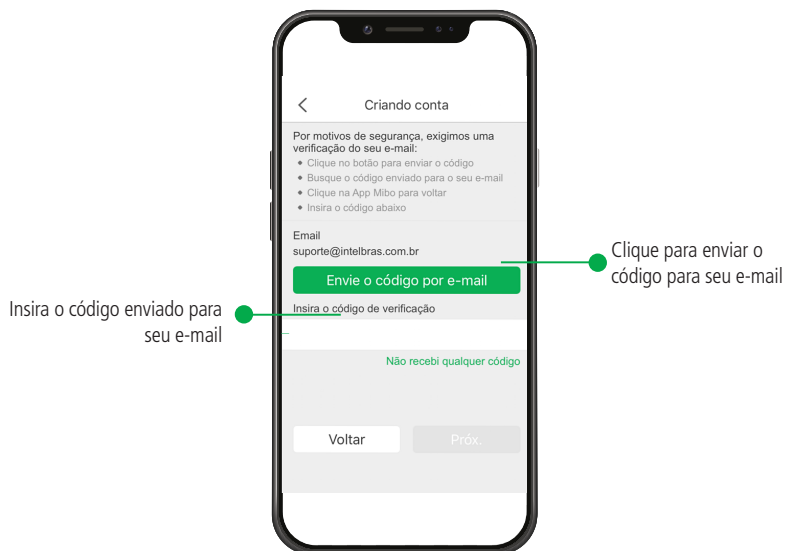 Criando conta
Por motivos de segurança, exigimos uma
verificação do seu e-mail:
Clique no botão para enviar o código
Busque o código enviado para o seu e-mail
Clique na App Mibo para voltar
Insira o código abaixo
Email
suporte@intelbras.com.br
Clique para enviar o
código para seu e-mail
Envie o código por e-mail
Insira o código de verificação
Insira o código enviado para
seu e-mail
Não recebi qualquer código
Voltar
Próx.